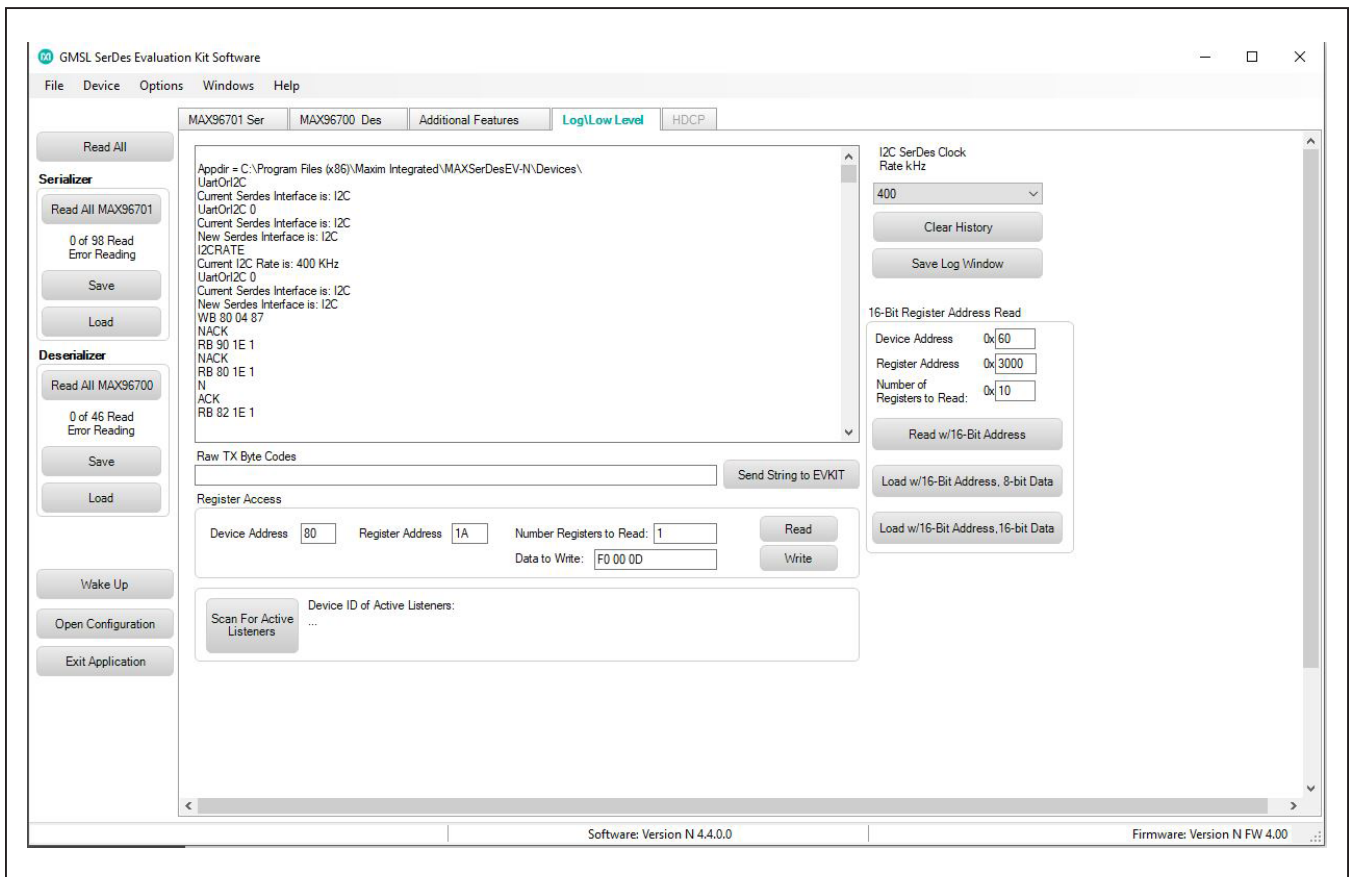 GMSL SerDes Evaluation Kit Software
File Device Options Windows Help
MAX96701 Ser MAX96700 Des Additional Features Log\Low Level HDCP
Read All
Serializer
Read All MAX96701
0 of 98 Read
Error Reading
Save
Load
Deserializer
Read All MAX96700
0 of 46 Read
Error Reading
Save
Load
Wake Up
Open Configuration
Exit Application
Appdir = C:\Program Files (x86)\Maxim Integrated\MAXSerDesEV-N\Devices\
UartOrI2C
Current Serdes Interface is: I2C
UartOrI2C 0
Current Serdes Interface is: I2C
New Serdes Interface is: I2C
I2CRATE
Current I2C Rate is: 400 KHz
UartOrI2C 0
Current Serdes Interface is: I2C
New Serdes Interface is: I2C
WB 80 04 87
NACK
RB 90 1E 1
NACK
RB 80 1E 1
N
ACK
RB 82 1E 1
Raw TX Byte Codes
Send String to EVKIT
Register Access
Device Address 80 Register Address 1A Number Registers to Read: 1 Read
Data to Write: F0 00 0D Write
Scan For Active
Listeners
Device ID of Active Listeners:
...
I2C SerDes Clock
Rate kHz
400
Clear History
Save Log Window
16-Bit Register Address Read
Device Address 0x 60
Register Address 0x 3000
Number of
Registers to Read: 0x 10
Read w/16-Bit Address
Load w/16-Bit Address, 8-bit Data
Load w/16-Bit Address,16-bit Data
Software: Version N 4.4.0.0
Firmware: Version N FW 4.00